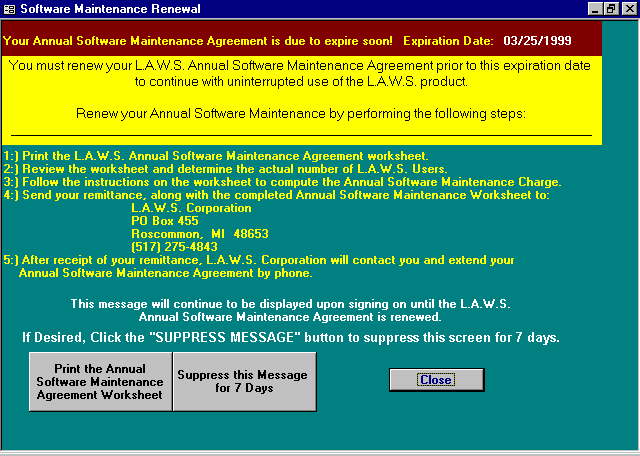 Software Maintenance Renewal
Your Annual Software Maintenance Agreement is due to expire soon! Expiration Date: 03/25/1999
You must renew your L.A.W.S. Annual Software Maintenance Agreement prior to this expiration date
to continue with uninterrupted use of the L.A.W.S. product.
Renew your Annual Software Maintenance by performing the following steps:
1:) Print the L.A.W.S. Annual Software Maintenance Agreement worksheet.
2:) Review the worksheet and determine the actual number of L.A.W.S. Users.
3:) Follow the instructions on the worksheet to compute the Annual Software Maintenance Charge.
4:) Send your remittance, along with the completed Annual Software Maintenance Worksheet to:
L.A.W.S. Corporation
PO Box 455
Roscommon, MI 48653
(517) 275-4843
5:) After receipt of your remittance, L.A.W.S. Corporation will contact you and extend your
Annual Software Maintenance Agreement by phone.
This message will continue to be displayed upon signing on until the L.A.W.S.
Annual Software Maintenance Agreement is renewed.
If Desired, Click the "SUPPRESS MESSAGE" button to suppress this screen for 7 days.
Print the Annual
Software Maintenance
Agreement Worksheet
Suppress this Message
for 7 Days
Close